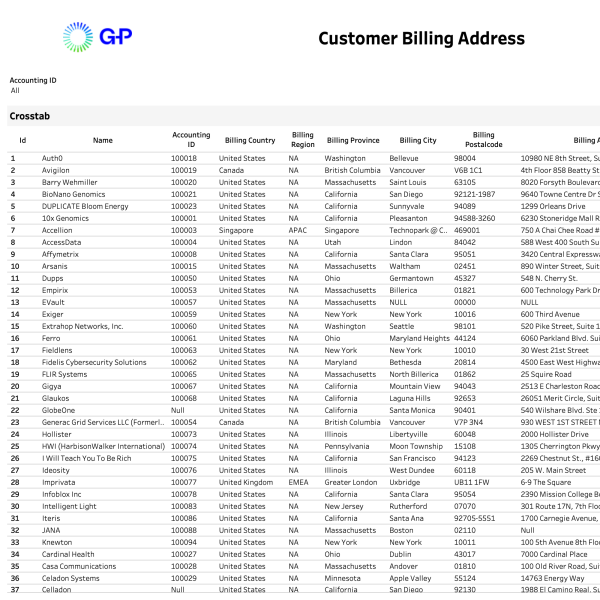 G-P
Customer Billing Address
Accounting ID
All
Crosstab
Id Name Accounting ID Billing Country Billing Region Billing Province Billing City Billing Postalcode Billing A
1 Auth0 100018 United States NA Washington Bellevue 98004 10980 NE 8th Street, Su
2 Avigilon 100019 Canada NA British Columbia Vancouver V6B 1C1 4th Floor 858 Beatty St
3 Barry Wehmiller 100020 United States NA Massachusetts Saint Louis 63105 8020 Forsyth Boulevard
4 BioNano Genomics 100021 United States NA California San Diego 92121-1987 9640 Towne Centre Dr S
5 DUPLICATE Bloom Energy 100023 United States NA California Sunnyvale 94089 1299 Orleans Drive
6 10x Genomics 100001 United States NA California Pleasanton 94588-3260 6230 Stoneridge Mall R
7 Accellion 100003 Singapore APAC Singapore Technopark @ C.. 469001 750 A Chai Chee Road #
8 AccessData 100004 United States NA Utah Lindon 84042 588 West 400 South Su
9 Affymetrix 100008 United States NA California Santa Clara 95051 3420 Central Expressw
10 Arsanis 100015 United States NA Massachusetts Waltham 02451 890 Winter Street, Suit
11 Dupps 100050 United States NA Ohio Germantown 45327 548 N. Cherry St.
12 Empirix 100053 United States NA Massachusetts Billerica 01821 600 Technology Park Dr
13 EVault 100057 United States NA Massachusetts NULL 00000 NULL
14 Exiger 100059 United States NA New York New York 10016 600 Third Avenue
15 Extrahop Networks, Inc. 100060 United States NA Washington Seattle 98101 520 Pike Street, Suite 1
16 Ferro 100061 United States NA Ohio Maryland Heights 44124 6060 Parkland Blvd. Sui
17 Fieldlens 100063 United States NA New York New York 10010 30 West 21st Street
18 Fidelis Cybersecurity Solutions 100062 United States NA Maryland Bethesda 20814 4500 East West Highwa
19 FLIR Systems 100065 United States NA Massachusetts North Billerica 01862 25 Squire Road
20 Gigya 100067 United States NA California Mountain View 94043 2513 E Charleston Road
21 Glaukos 100068 United States NA California Laguna Hills 92653 26051 Merit Circle, Suit
22 GlobeOne Null United States NA California Santa Monica 90401 540 Wilshare Blvd. Ste
23 Generac Grid Services LLC (Formerl.. 100054 Canada NA British Columbia Vancouver V7P 3N4 930 WEST 1ST STREET
24 Hollister 100073 United States NA Illinois Libertyville 60048 2000 Hollister Drive
25 HWI (HarbisonWalker International) 100074 United States NA Pennsylvania Moon Township 15108 1305 Cherrington Pkwy
26 I Will Teach You To Be Rich 100075 United States NA California San Francisco 94123 2269 Chestnut St., #16
27 Ideosity 100076 United States NA Illinois West Dundee 60118 205 W. Main Street
28 Imprivata 100077 United Kingdom EMEA Greater London Uxbridge UB11 1FW 6-9 The Square
29 Infoblox Inc 100078 United States NA California Santa Clara 95054 2390 Mission College B
30 Intelligent Light 100083 United States NA New Jersey Rutherford 07070 301 Route 17N, 7th Floo
31 Iteris 100086 United States NA California Santa Ana 92705-5551 1700 Carnegie Avenue,
32 JANA 100088 United States NA Massachusetts Boston 02110 Null
33 Knewton 100094 United States NA New York New York 10011 100 5th Avenue 8th Floo
34 Cardinal Health 100027 United States NA Ohio Dublin 43017 7000 Cardinal Place
35 Casa Communications 100028 United States NA Massachusetts Andover 01810 100 Old River Road, Sui
36 Celadon Systems 100029 United States NA Minnesota Apple Valley 55124 14763 Energy Way
37 Celladon Null United States NA California San Diego 92130 1988 El Camino Real, Su